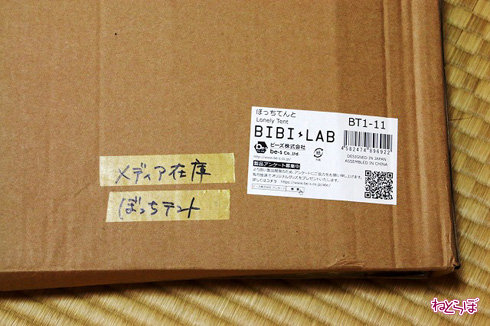 メディア在庫
ぼっちテント
ぼっちてんと
Lonely Tent
BT1-11
BIBI LAB
ビーズ株式会社
be-s Co.,Ltd.
製品アンケート募集中
DESIGNED IN JAPAN
ASSEMBLED IN CHINA
ねとらぼ